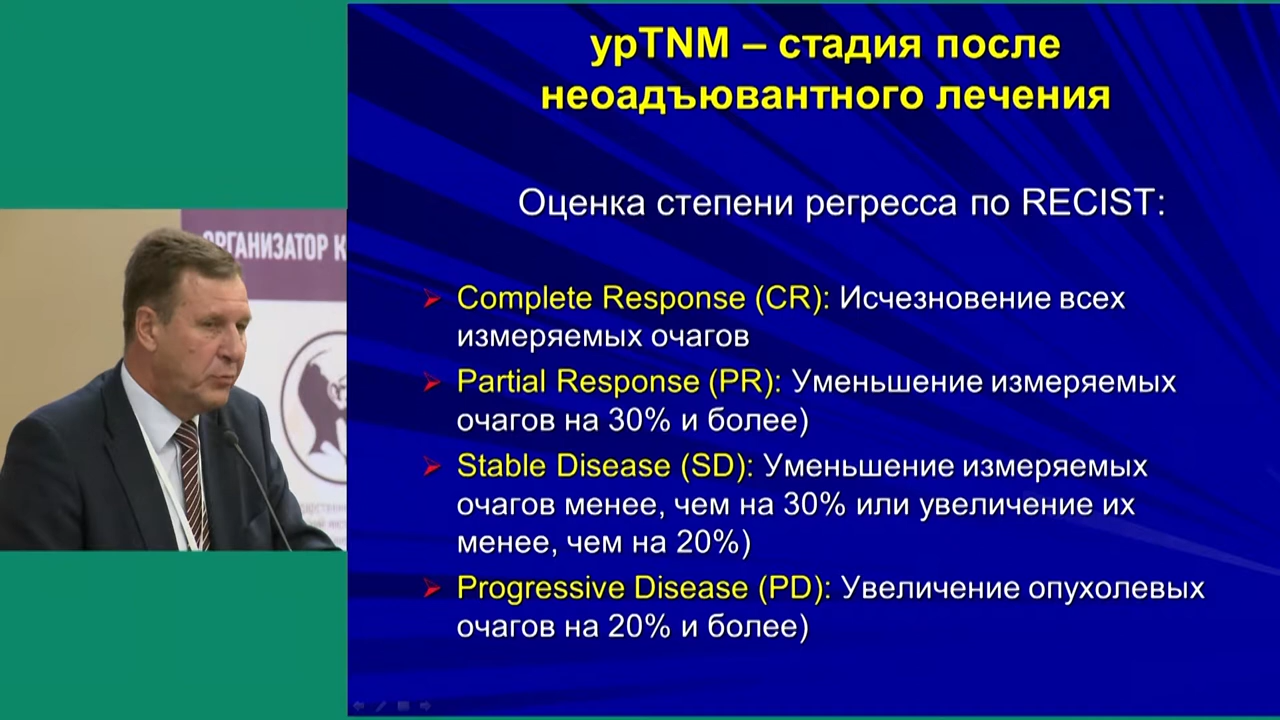 ypTNM – стадия после
неоадъювантного лечения
Оценка степени регресса по RECIST:
Complete Response (CR): Исчезновение всех
измеряемых очагов
Partial Response (PR): Уменьшение измеряемых
очагов на 30% и более)
Stable Disease (SD): Уменьшение измеряемых
очагов менее, чем на 30% или увеличение их
менее, чем на 20%)
Progressive Disease (PD): Увеличение опухолевых
очагов на 20% и более)
ОРГАНИЗАТОР К